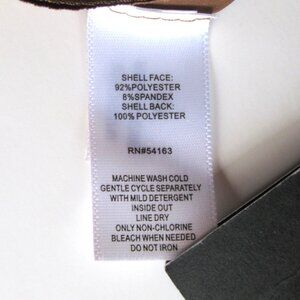 SHELL FACE:
92%POLYESTER
8%SPANDEX
SHELL BACK:
100% POLYESTER
RN#54163
MACHINE WASH COLD
GENTLE CYCLE SEPARATELY
WITH MILD DETERGENT
INSIDE OUT
LINE DRY
ONLY NON-CHLORINE
BLEACH WHEN NEEDED
DO NOT IRON